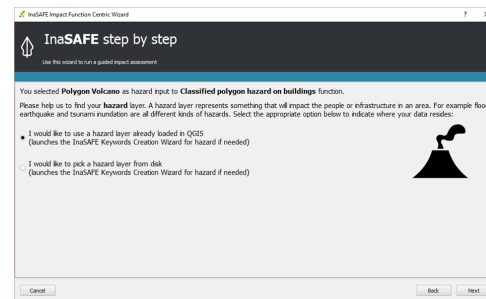 InaSAFE Impact Function Centric Wizard
?
InaSAFE step by step
Use this wizard to run a guided impact assessment
You selected Polygon Volcano as hazard input to Classified polygon hazard on buildings function.
Please help us to find your hazard layer. A hazard layer represents something that will impact the people or infrastructure in an area. For example floo
earthquake and tsunami inundation are all different kinds of hazards. Select the appropriate option below to indicate where your data resides:
I would like to use a hazard layer already loaded in QGIS
(launches the InaSAFE Keywords Creation Wizard for hazard if needed)
I would like to pick a hazard layer from disk
(launches the InaSAFE Keywords Creation Wizard for hazard if needed)
Cancel Back Next